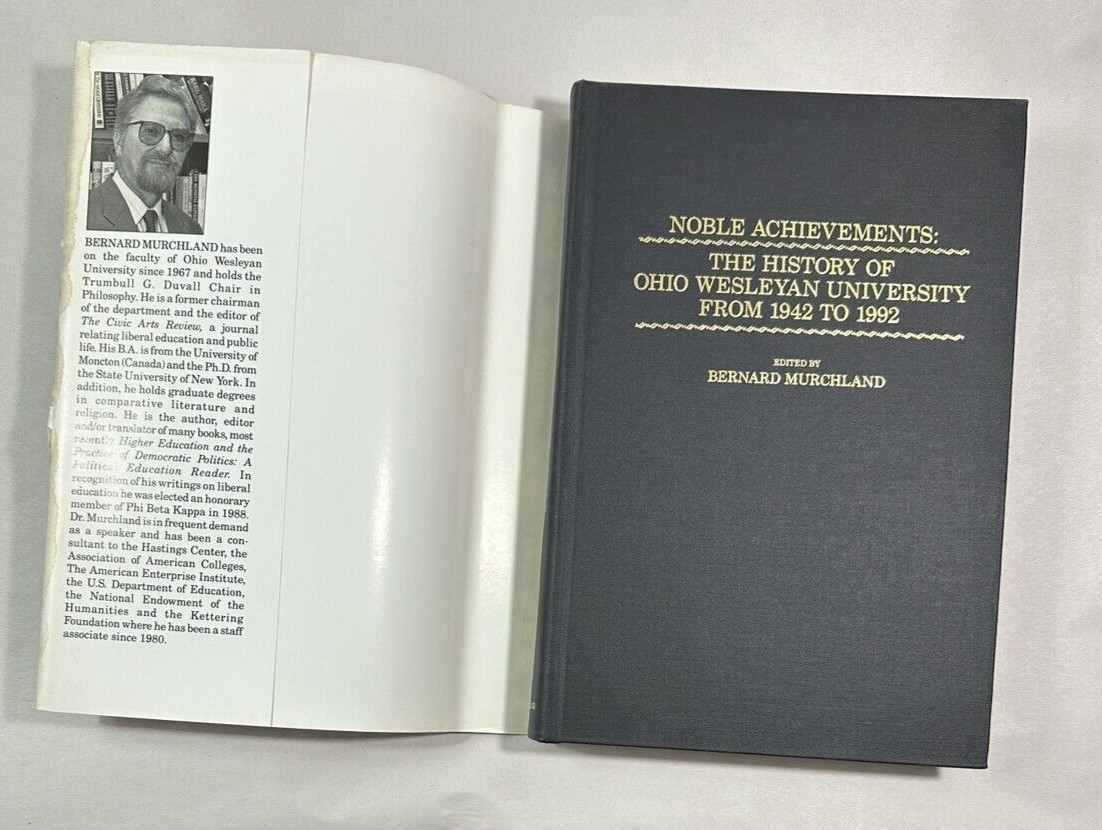 BERNARD MURCHLAND has been
on the faculty of Ohio Wesleyan
University since 1967 and holds the
Trumbull G. Duvall Chair in
Philosophy. He is a former chairman
of the department and the editor of
The Civic Arts Review, a journal
relating liberal education and public
life. His B.A. is from the University of
Moncton (Canada) and the Ph.D. from
the State University of New York. In
addition, he holds graduate degrees
in comparative literature and
religion. He is the author, editor
and/or translator of many books, most
recently Higher Education and the
Practice of Democratic Politics: A
Political Education Reader. In
recognition of his writings on liberal
education he was elected an honorary
member of Phi Beta Kappa in 1988.
Dr. Murchland is in frequent demand
as a speaker and has been a con-
sultant to the Hastings Center, the
Association of American Colleges,
The American Enterprise Institute,
the U.S. Department of Education,
the National Endowment of the
Humanities and the Kettering
Foundation where he has been a staff
associate since 1980.
NOBLE ACHIEVEMENTS:
THE HISTORY OF
OHIO WESLEYAN UNIVERSITY
FROM 1942 TO 1992
EDITED BY
BERNARD MURCHLAND